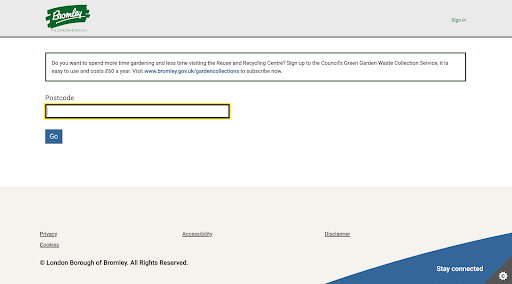 Bromley
THE LONDON BOROUGH
Sign in
Do you want to spend more time gardening and less time visiting the Reuse and Recycling Centre? Sign up to the Council's Green Garden Waste Collection Service, it is
easy to use and costs £60 a year. Visit www.bromley.gov.uk/gardencollections to subscribe now.
Postcode
Go
Privacy
Accessibility
Disclaimer
Cookies
© London Borough of Bromley. All Rights Reserved.
Stay connected